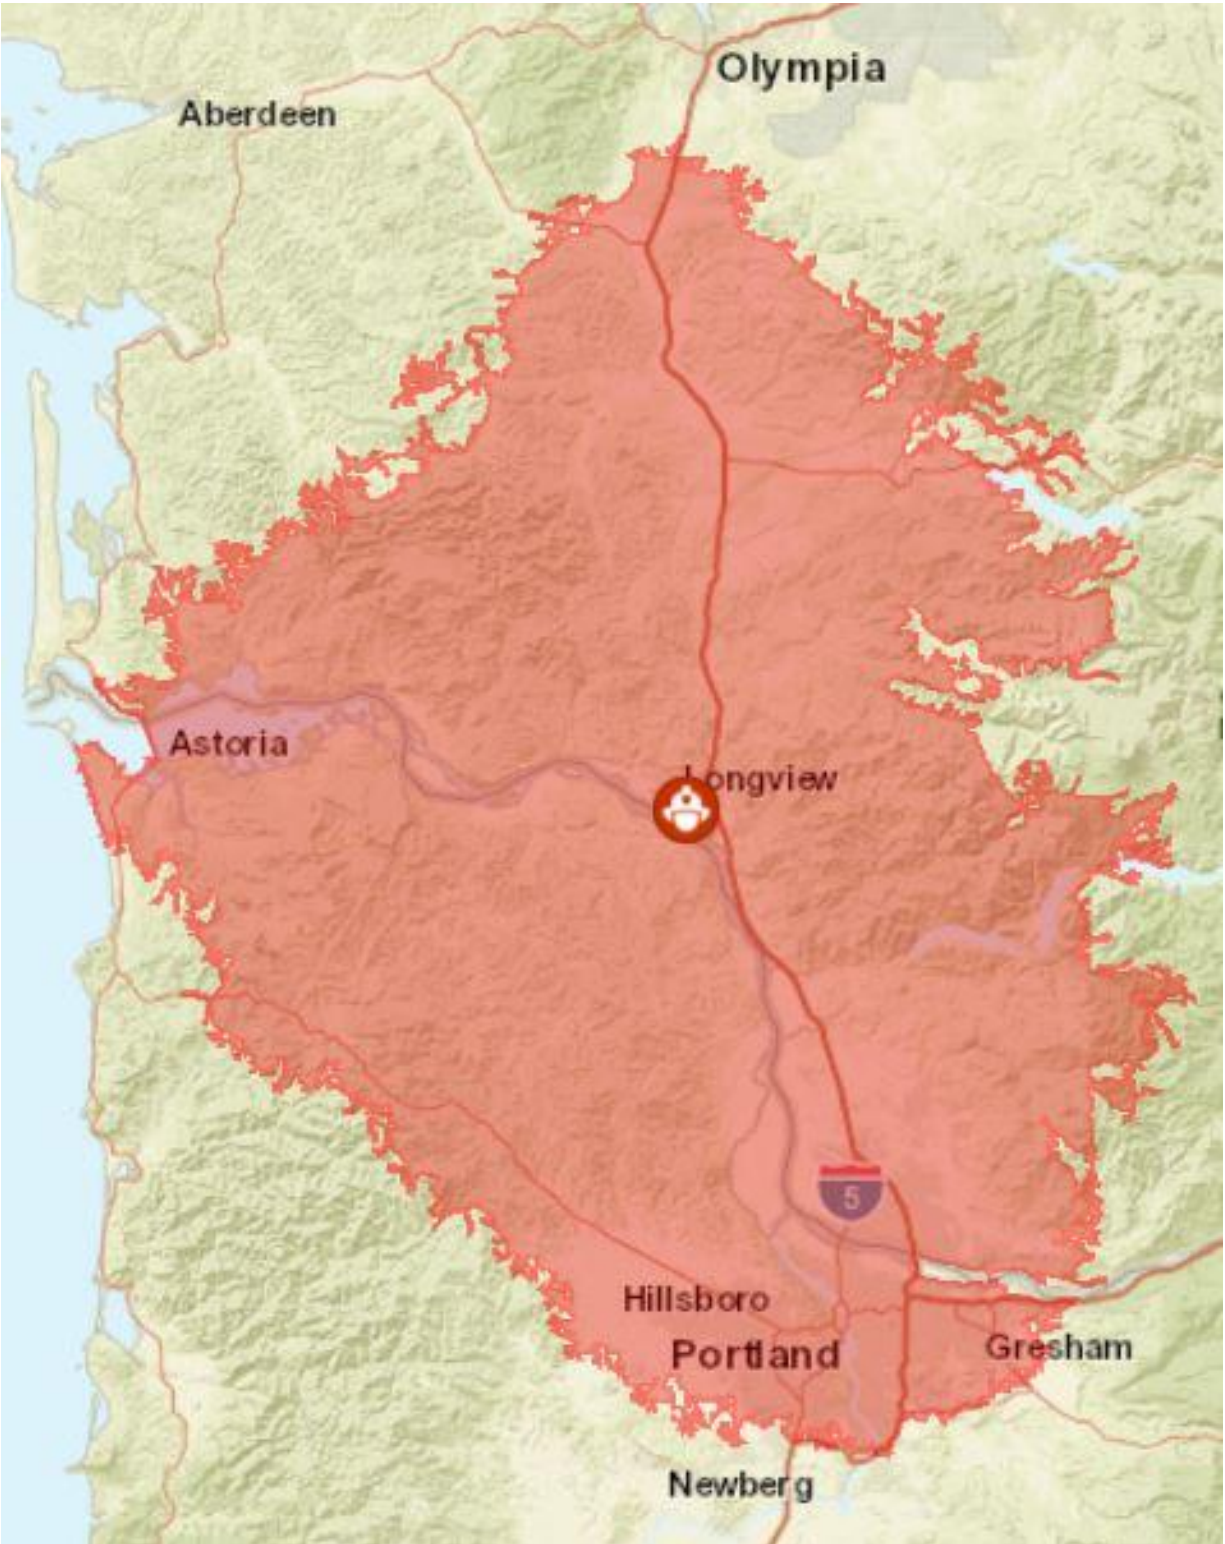 Olympia
Aberdeen
Astoria
Longview
5
Hillsboro
Portland
Gresham
Newberg